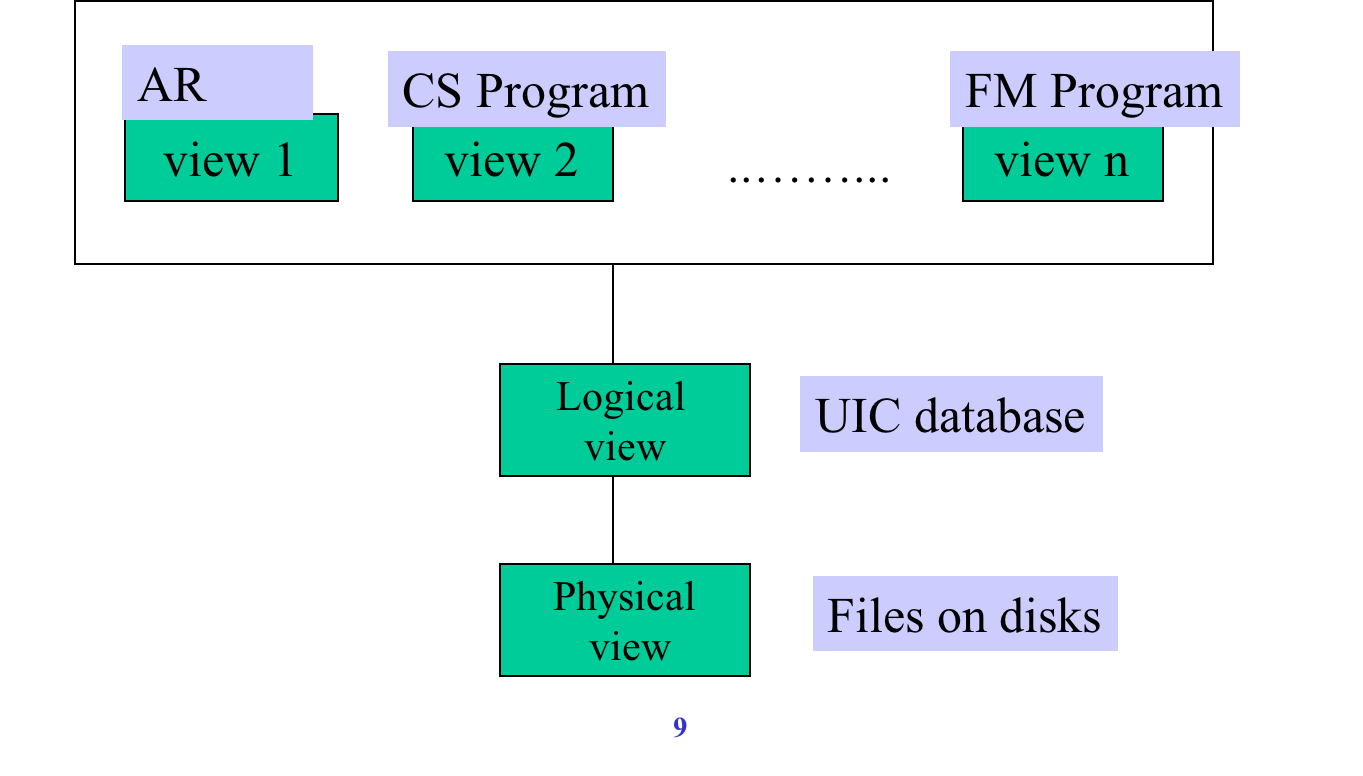 AR
CS Program
FM Program
view 1
view 2
...……...
view n
Logical
view
UIC database
Physical
view
Files on disks
9